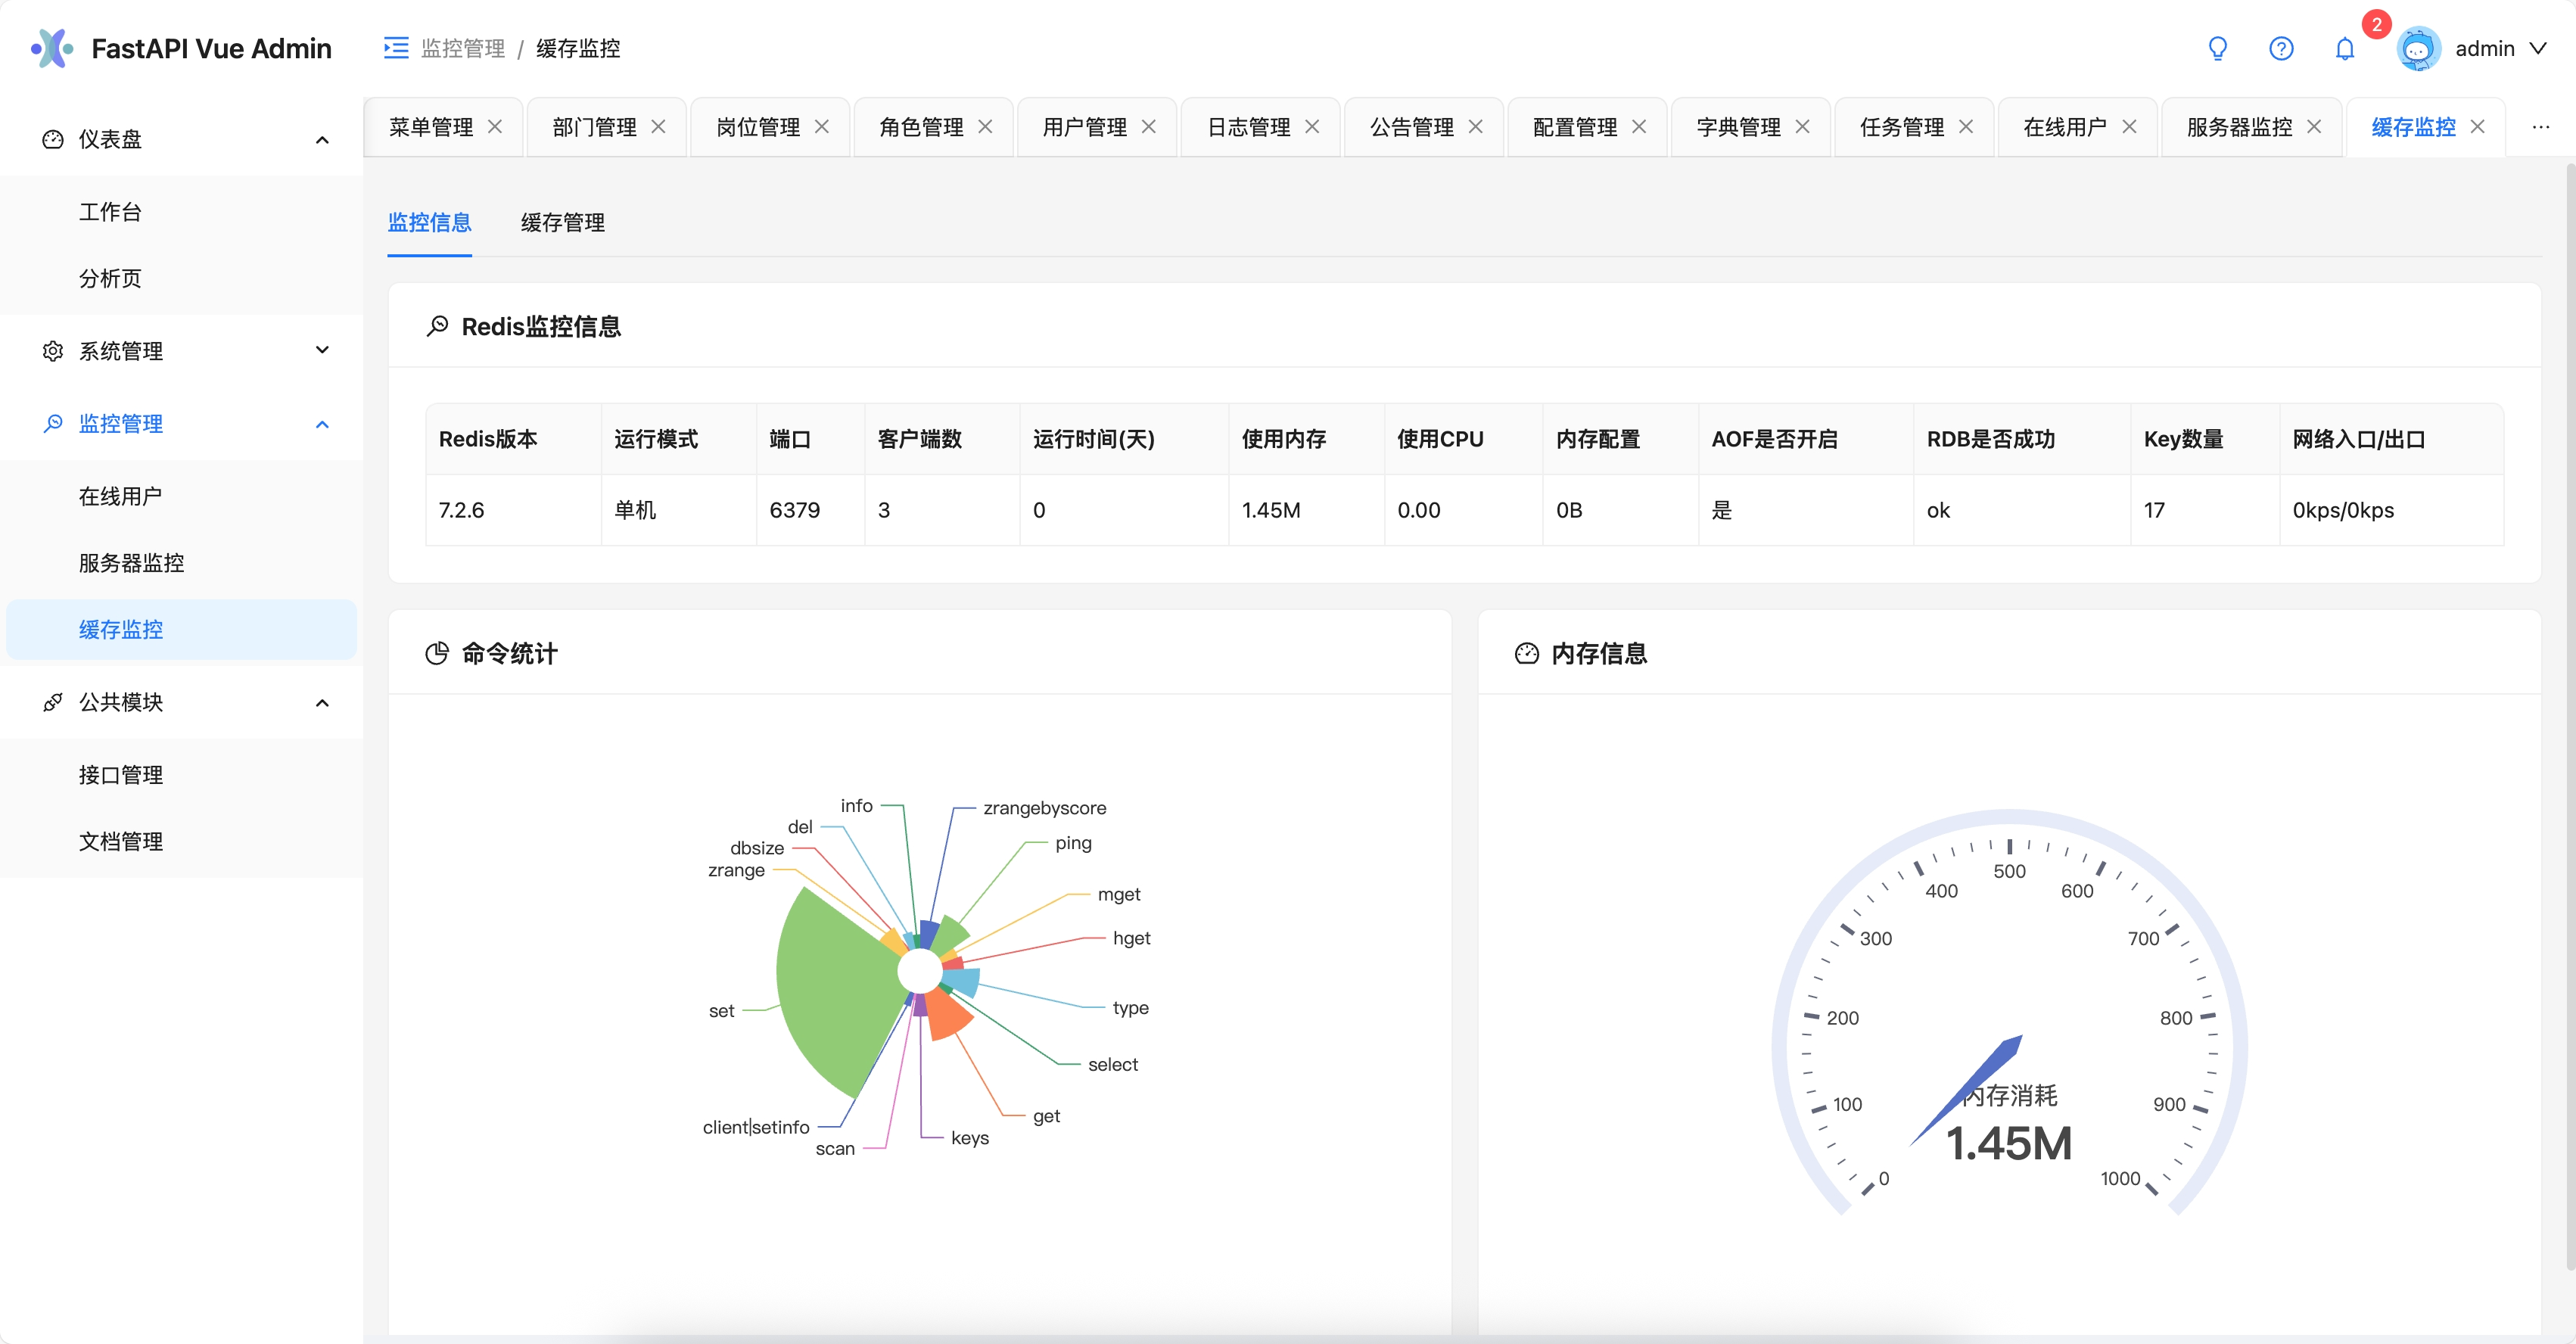 FastAPI Vue Admin
监控管理 / 缓存监控
2
admin
仪表盘
工作台
分析页
系统管理
监控管理
在线用户
服务器监控
缓存监控
公共模块
接口管理
文档管理
菜单管理 部门管理 岗位管理 角色管理 用户管理 日志管理 公告管理 配置管理 字典管理 任务管理 在线用户 服务器监控 缓存监控 ...
监控信息 缓存管理
Redis监控信息
Redis版本 运行模式 端口 客户端数 运行时间(天) 使用内存 使用CPU 内存配置 AOF是否开启 RDB是否成功 Key数量 网络入口/出口
7.2.6 单机 6379 3 0 1.45M 0.00 0B 是 ok 17 0kps/0kps
命令统计
info
zrangebyscore
del
ping
dbsize
zrange
mget
hget
type
set
select
get
client|setinfo
keys
scan
内存信息
0
100
200
300
400
500
600
700
800
900
1000
内存消耗
1.45M